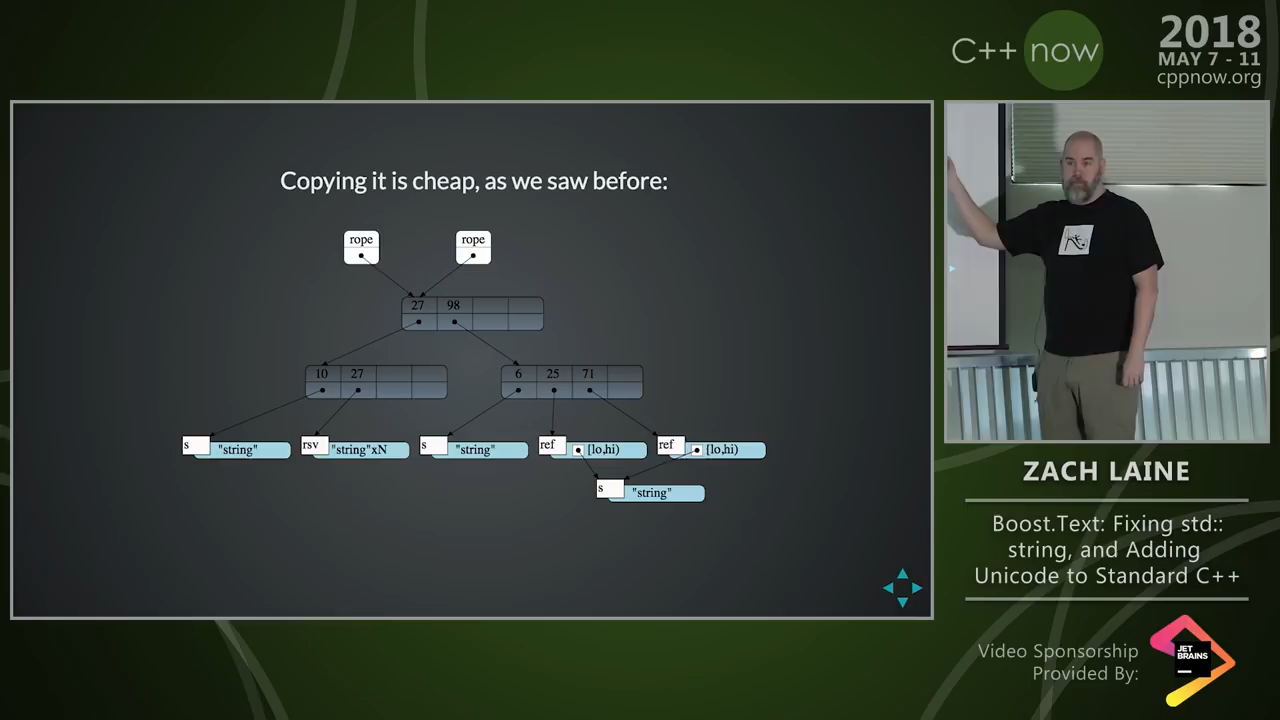 C++ now
2018
MAY 7 - 11
cppnow.org
Copying it is cheap, as we saw before:
rope
rope
27 98
10 27
6 25 71
s "string"
rsv "string"xN
s "string"
ref [lo,hi)
ref [lo,hi)
s "string"
ZACH LAINE
Boost.Text: Fixing std::
string, and Adding
Unicode to Standard C++
Video Sponsorship
Provided By:
JET
BRAINS